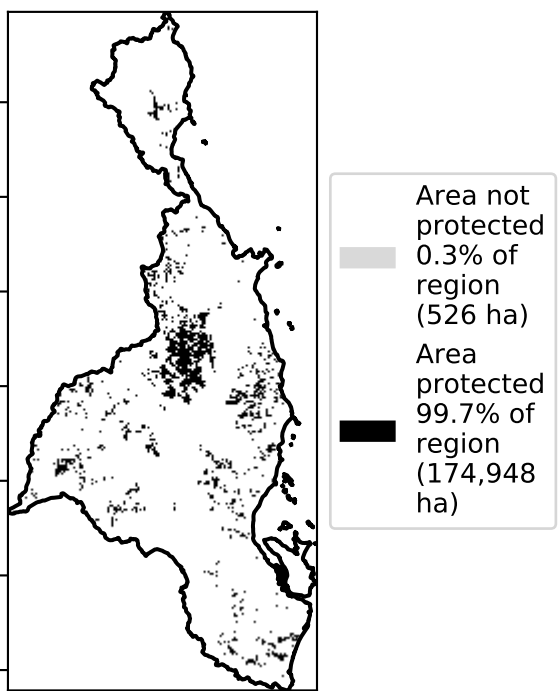 Area not
protected
0.3% of
region
(526 ha)
Area
protected
99.7% of
region
(174,948
ha)